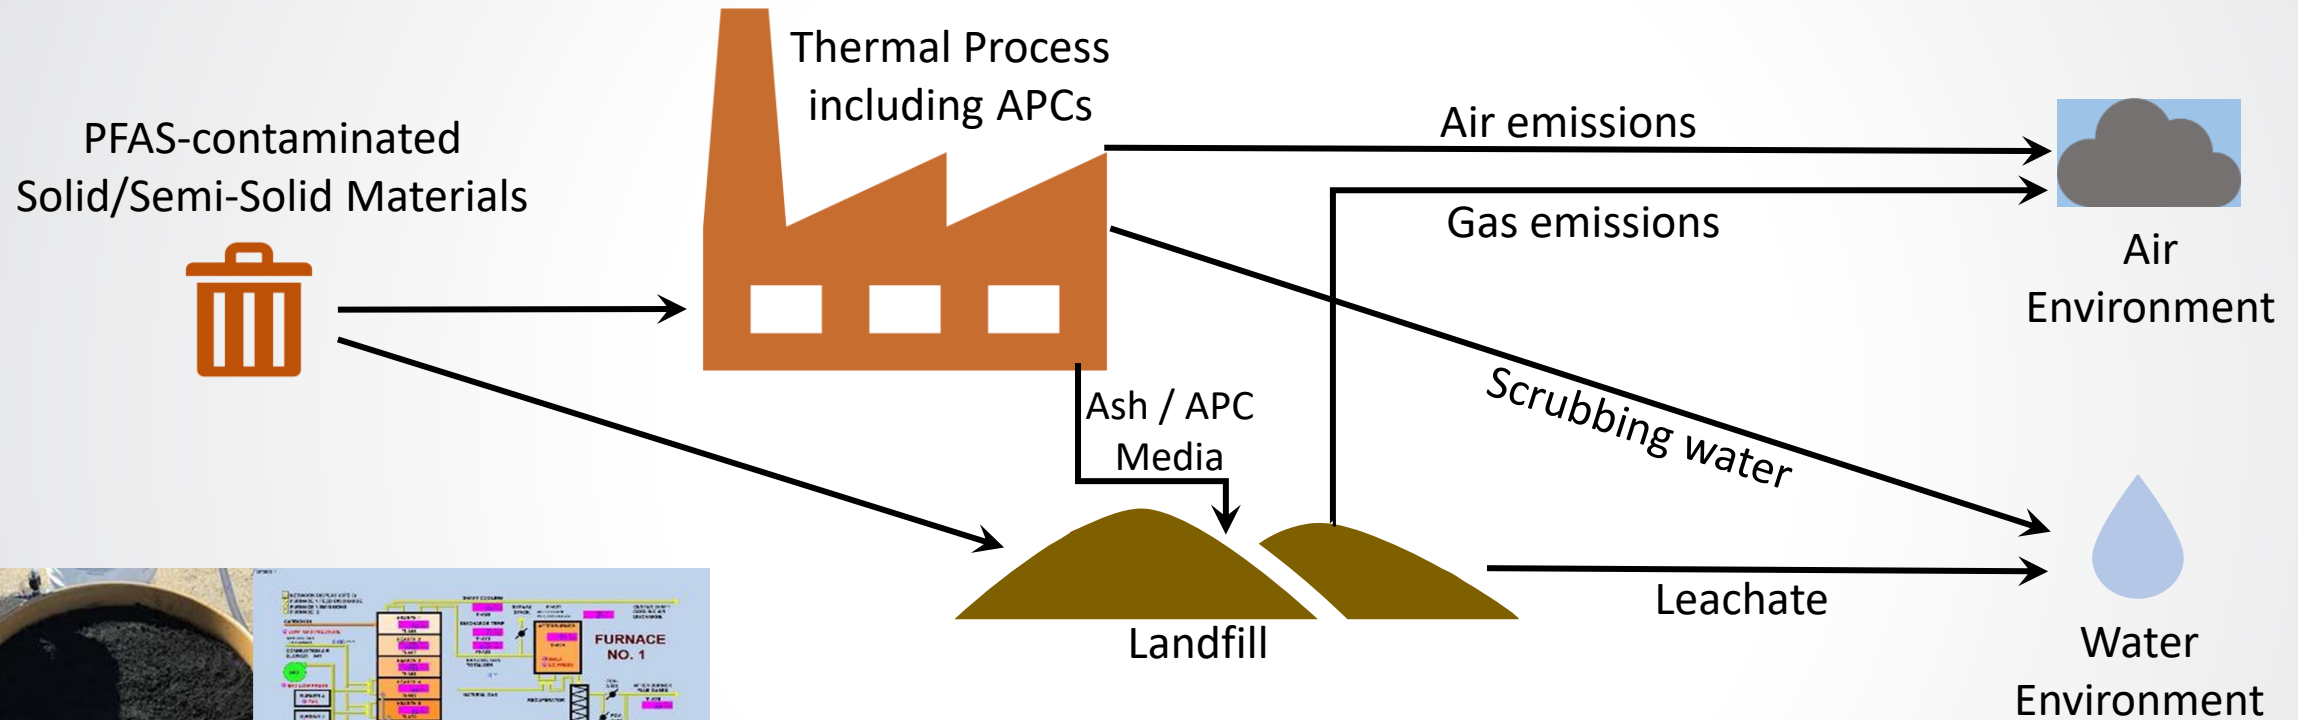 Thermal Process
including APCs
PFAS-contaminated
Solid/Semi-Solid Materials
Air emissions
Gas emissions
Air
Environment
Scrubbing water
Ash / APC
Media
Landfill
Leachate
Water
Environment
FURNACE
NO. 1